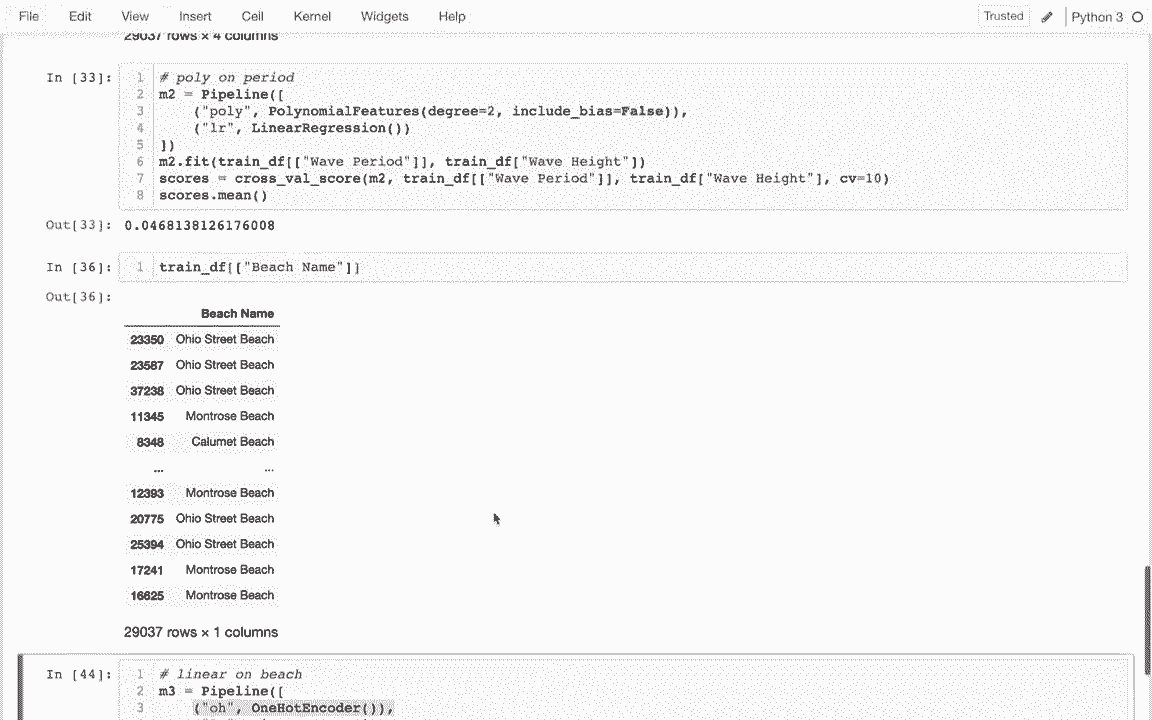 File Edit View Insert Cell Kernel Widgets Help Trusted Python 3
29037 rows × 4 columns
In [33]:
1 # poly on period
2 m2 = Pipeline([
3 ("poly", PolynomialFeatures(degree=2, include_bias=False)),
4 ("lr", LinearRegression())
5 ])
6 m2.fit(train_df[["Wave Period"]], train_df["Wave Height"])
7 scores = cross_val_score(m2, train_df[["Wave Period"]], train_df["Wave Height"], cv=10)
8 scores.mean()
Out[33]: 0.0468138126176008
In [36]: 1 train_df[["Beach Name"]]
Out[36]:
Beach Name
23350 Ohio Street Beach
23587 Ohio Street Beach
37238 Ohio Street Beach
11345 Montrose Beach
8348 Calumet Beach
... ...
12393 Montrose Beach
20775 Ohio Street Beach
25394 Ohio Street Beach
17241 Montrose Beach
16625 Montrose Beach
29037 rows × 1 columns
In [44]:
1 # linear on beach
2 m3 = Pipeline([
3 ("oh", OneHotEncoder()),